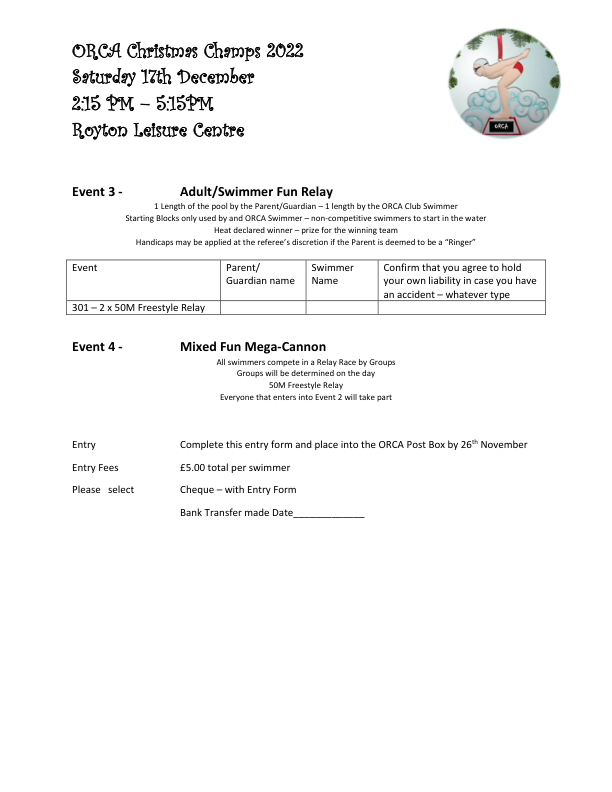 ORCA Christmas Champs 2022
Saturday 17th December
2:15 PM – 5:15PM
Royton Leisure Centre
ORCA
Event 3 - Adult/Swimmer Fun Relay
1 Length of the pool by the Parent/Guardian – 1 length by the ORCA Club Swimmer
Starting Blocks only used by and ORCA Swimmer – non-competitive swimmers to start in the water
Heat declared winner – prize for the winning team
Handicaps may be applied at the referee's discretion if the Parent is deemed to be a “Ringer”
Event
Parent/
Guardian name
Swimmer
Name
Confirm that you agree to hold
your own liability in case you have
an accident – whatever type
301 – 2 x 50M Freestyle Relay
Event 4 - Mixed Fun Mega-Cannon
All swimmers compete in a Relay Race by Groups
Groups will be determined on the day
50M Freestyle Relay
Everyone that enters into Event 2 will take part
Entry Complete this entry form and place into the ORCA Post Box by 26th November
Entry Fees £5.00 total per swimmer
Please select Cheque – with Entry Form
Bank Transfer made Date_____________